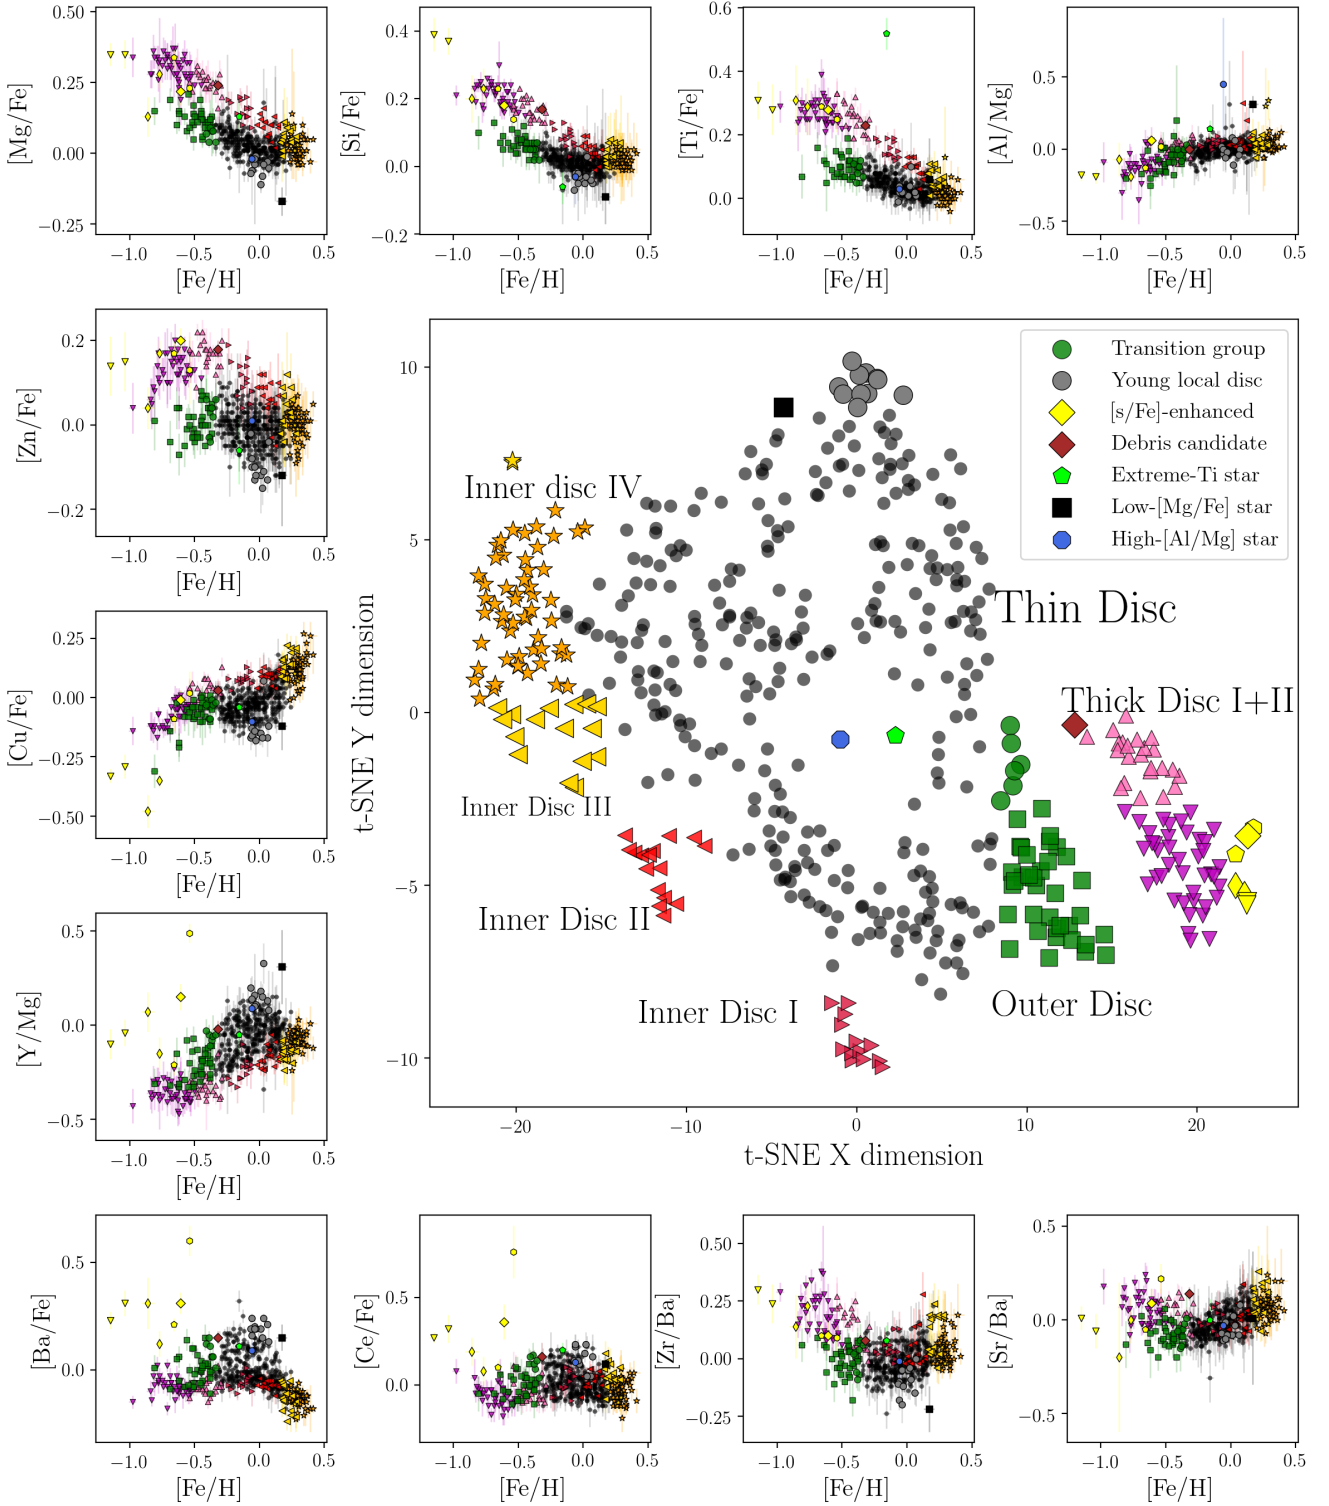 0.50
0.25
0.00
−0.25
[Mg/Fe]
−1.0 −0.5 0.0 0.5
[Fe/H]
0.4
0.2
0.0
−0.2
[Si/Fe]
−1.0 −0.5 0.0 0.5
[Fe/H]
0.6
0.4
0.2
0.0
[Ti/Fe]
−1.0 −0.5 0.0 0.5
[Fe/H]
0.5
0.0
−0.5
[Al/Mg]
−1.0 −0.5 0.0 0.5
[Fe/H]
0.2
0.0
−0.2
[Zn/Fe]
−1.0 −0.5 0.0 0.5
[Fe/H]
0.25
0.00
−0.25
−0.50
[Cu/Fe]
−1.0 −0.5 0.0 0.5
[Fe/H]
0.5
0.0
−0.5
[Y/Mg]
−1.0 −0.5 0.0 0.5
[Fe/H]
10
5
0
−5
−10
t-SNE Y dimension
Transition group
Young local disc
[s/Fe]-enhanced
Debris candidate
Extreme-Ti star
Low-[Mg/Fe] star
High-[Al/Mg] star
Inner disc IV
Thin Disc
Thick Disc I+II
Inner Disc III
Inner Disc II
Inner Disc I
Outer Disc
−20 −10 0 10 20
t-SNE X dimension
0.5
0.0
[Ba/Fe]
−1.0 −0.5 0.0 0.5
[Fe/H]
0.5
0.0
[Ce/Fe]
−1.0 −0.5 0.0 0.5
[Fe/H]
0.50
0.25
0.00
−0.25
[Zr/Ba]
−1.0 −0.5 0.0 0.5
[Fe/H]
0.5
0.0
−0.5
[Sr/Ba]
−1.0 −0.5 0.0 0.5
[Fe/H]